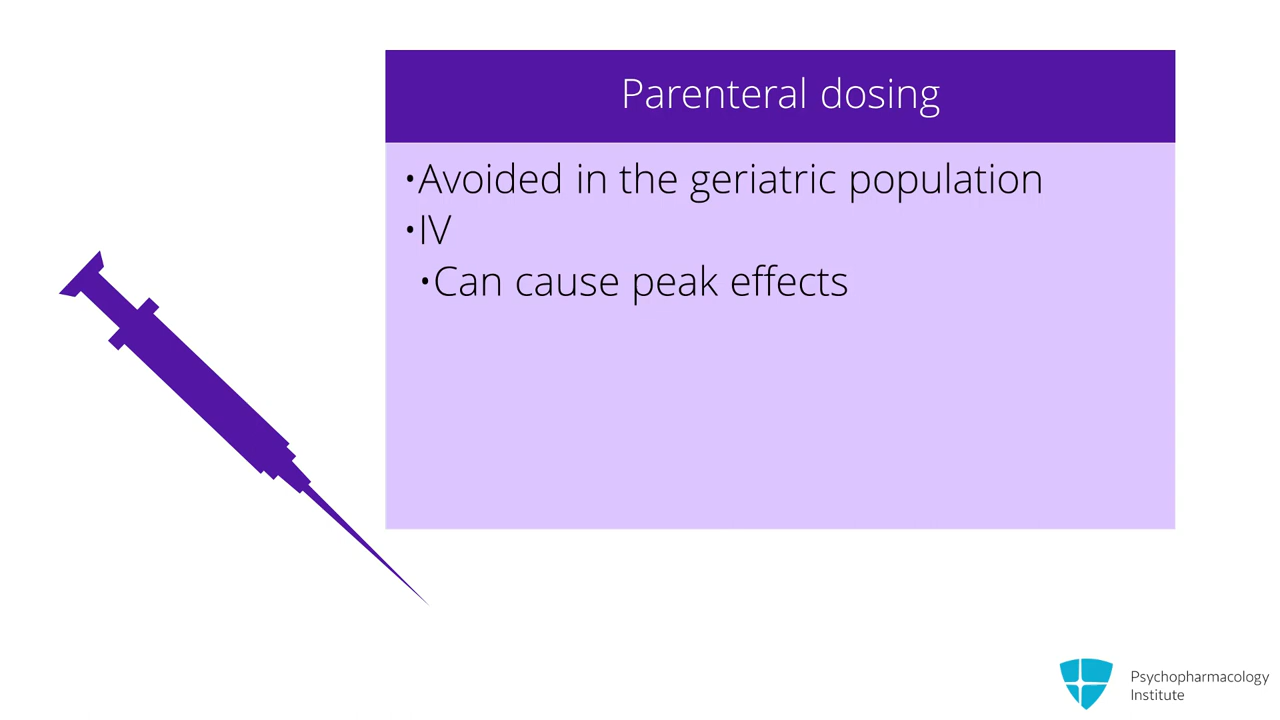 Parenteral dosing
•Avoided in the geriatric population
•IV
•Can cause peak effects
Psychopharmacology
Institute